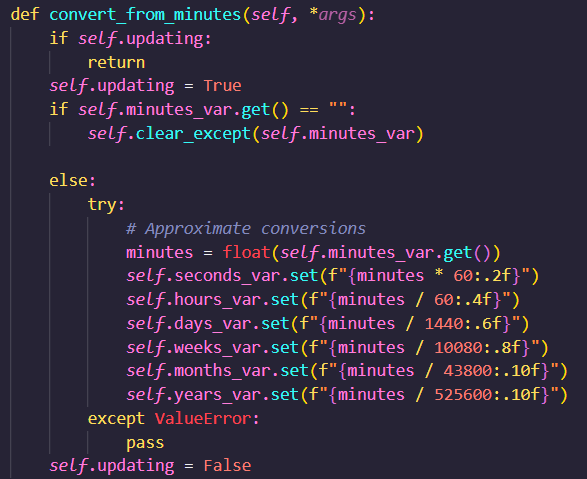 def convert_from_minutes(self, *args):
    if self.updating:
        return
    self.updating = True
    if self.minutes_var.get() == "":
        self.clear_except(self.minutes_var)

    else:
        try:
            # Approximate conversions
            minutes = float(self.minutes_var.get())
            self.seconds_var.set(f"{minutes * 60:.2f}")
            self.hours_var.set(f"{minutes / 60:.4f}")
            self.days_var.set(f"{minutes / 1440:.6f}")
            self.weeks_var.set(f"{minutes / 10080:.8f}")
            self.months_var.set(f"{minutes / 43800:.10f}")
            self.years_var.set(f"{minutes / 525600:.10f}")
        except ValueError:
            pass
    self.updating = False